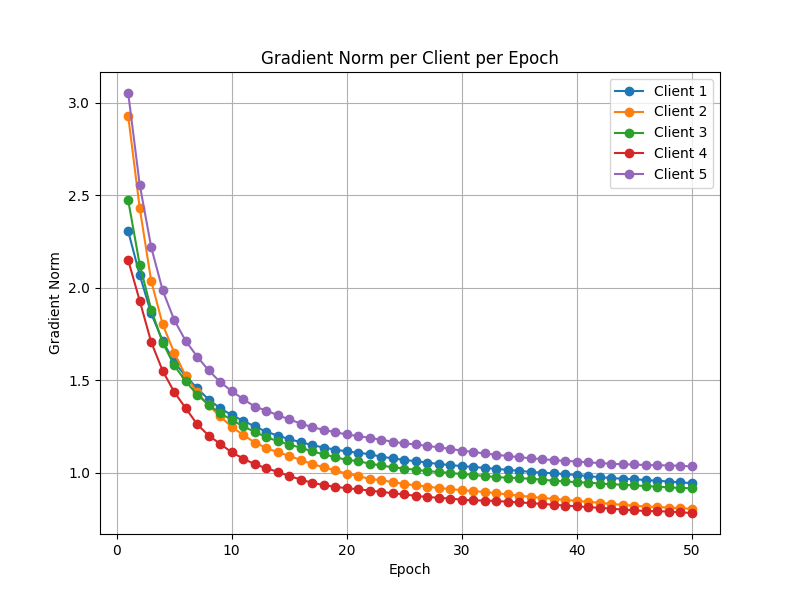 Gradient Norm per Client per Epoch
Client 1
Client 2
Client 3
Client 4
Client 5
Gradient Norm
3.0
2.5
2.0
1.5
1.0
0
10
20
30
40
50
Epoch